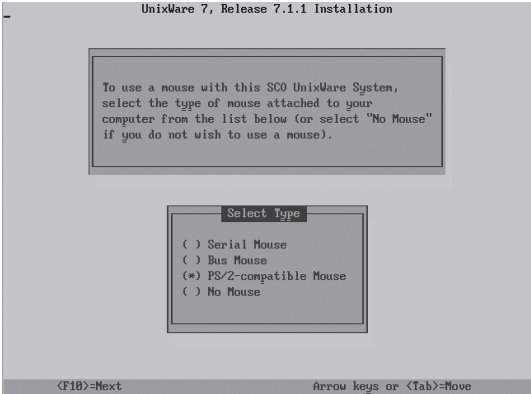 UnixWare 7, Release 7.1.1 Installation
To use a mouse with this SCO UnixWare System,
select the type of mouse attached to your
computer from the list below (or select "No Mouse"
if you do not wish to use a mouse).
Select Type
( ) Serial Mouse
( ) Bus Mouse
(*) PS/2-compatible Mouse
( ) No Mouse
<F10>=Next Arrow keys or <Tab>=Move